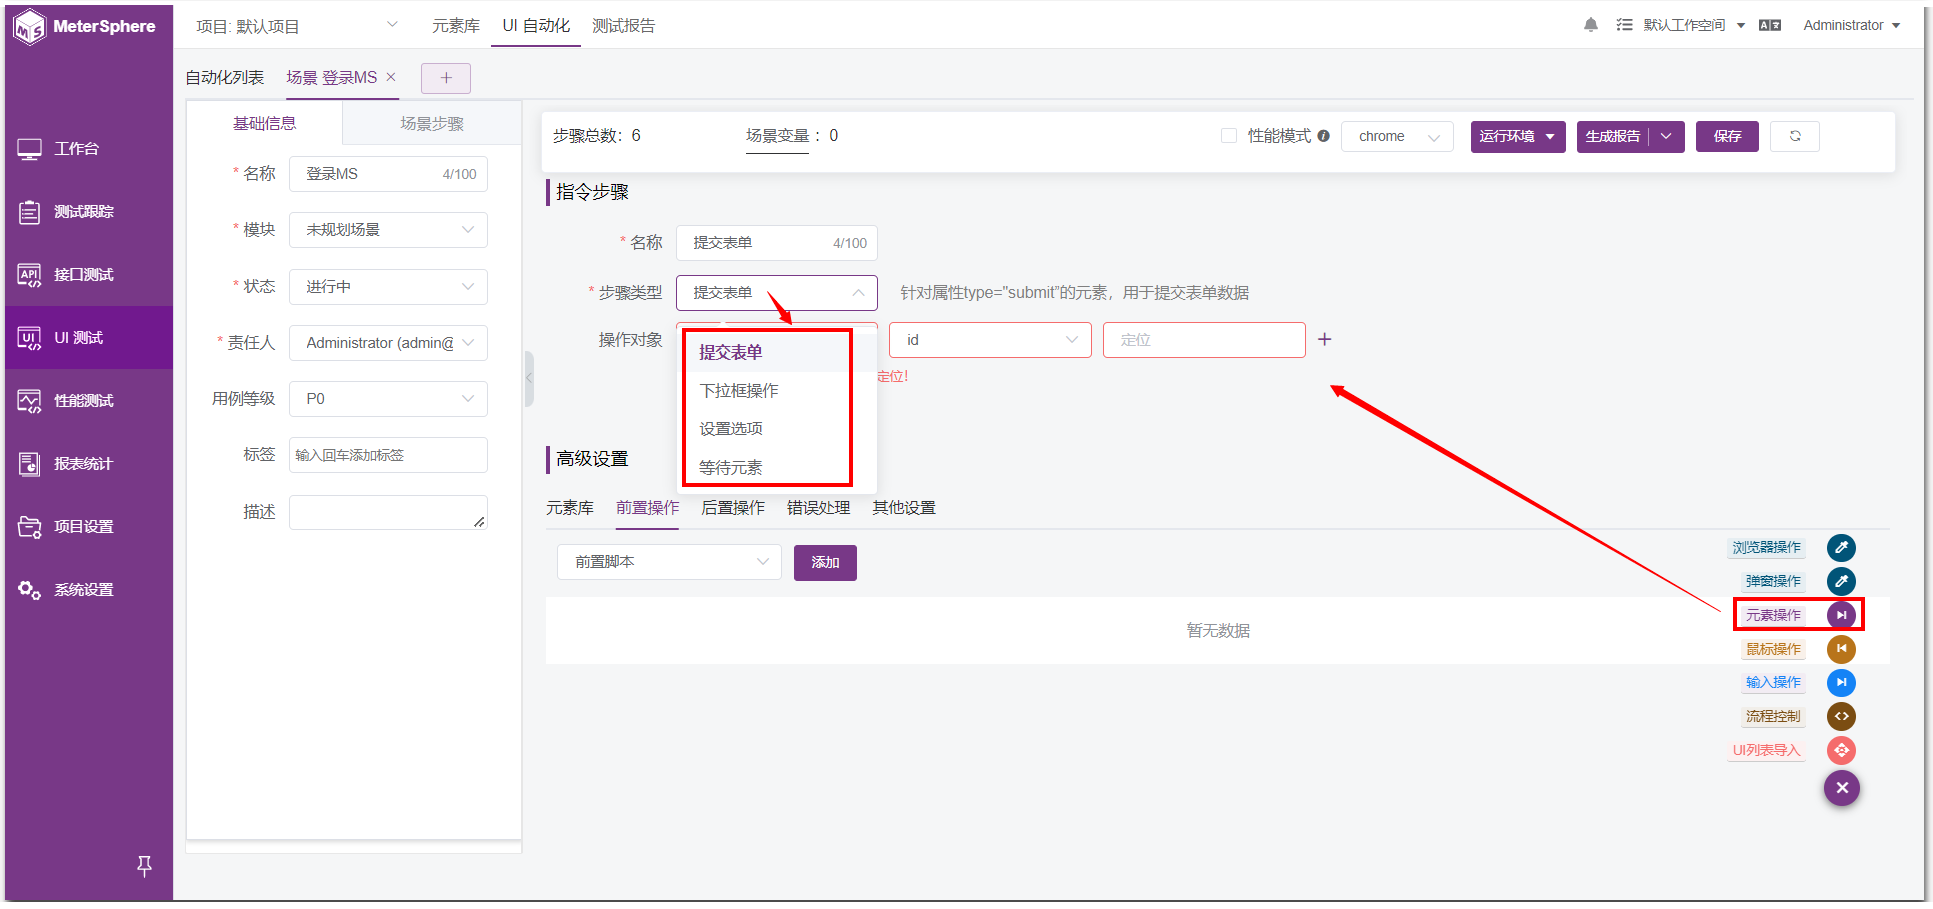 MeterSphere
项目: 默认项目
元素库
UI 自动化
测试报告
默认工作空间
Administrator
自动化列表
场景 登录MS
工作台
测试跟踪
接口测试
UI 测试
性能测试
报表统计
项目设置
系统设置
基础信息
场景步骤
* 名称 登录MS 4/100
* 模块 未规划场景
* 状态 进行中
* 责任人 Administrator (admin@
用例等级 P0
标签 输入回车添加标签
描述
步骤总数：6
场景变量 ：0
性能模式
chrome
运行环境
生成报告
保存
指令步骤
* 名称 提交表单 4/100
* 步骤类型 提交表单 针对属性type="submit"的元素，用于提交表单数据
操作对象 id 定位
定位!
提交表单
下拉框操作
设置选项
等待元素
高级设置
元素库
前置操作
后置操作
错误处理
其他设置
前置脚本
添加
暂无数据
浏览器操作
弹窗操作
元素操作
鼠标操作
输入操作
流程控制
UI列表导入